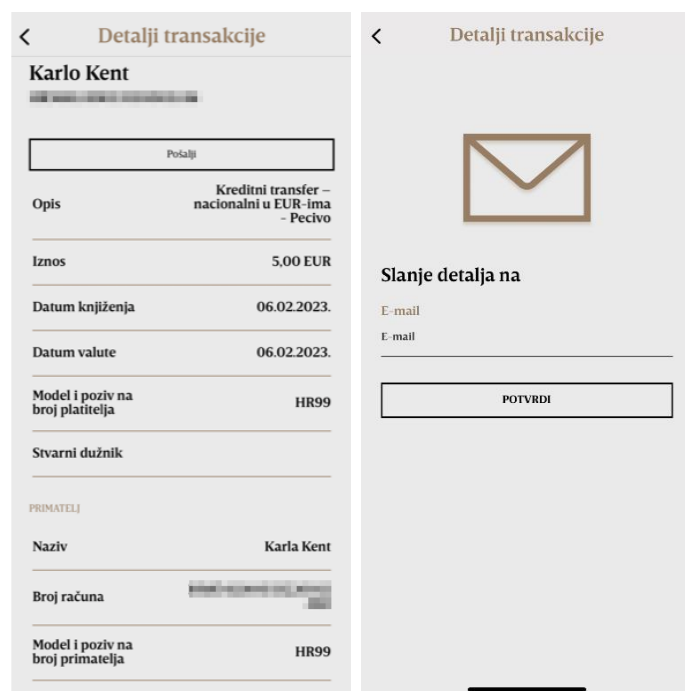 Detalji transakcije
Karlo Kent
Pošalji
Opis
Kreditni transfer –
nacionalni u EUR-ima
- Pecivo
Iznos
5,00 EUR
Datum knjiženja
06.02.2023.
Datum valute
06.02.2023.
Model i poziv na
broj platitelja
HR99
Stvarni dužnik
PRIMATELJ
Naziv
Karla Kent
Broj računa
Model i poziv na
broj primatelja
HR99
Detalji transakcije
Slanje detalja na
E-mail
E-mail
POTVRDI